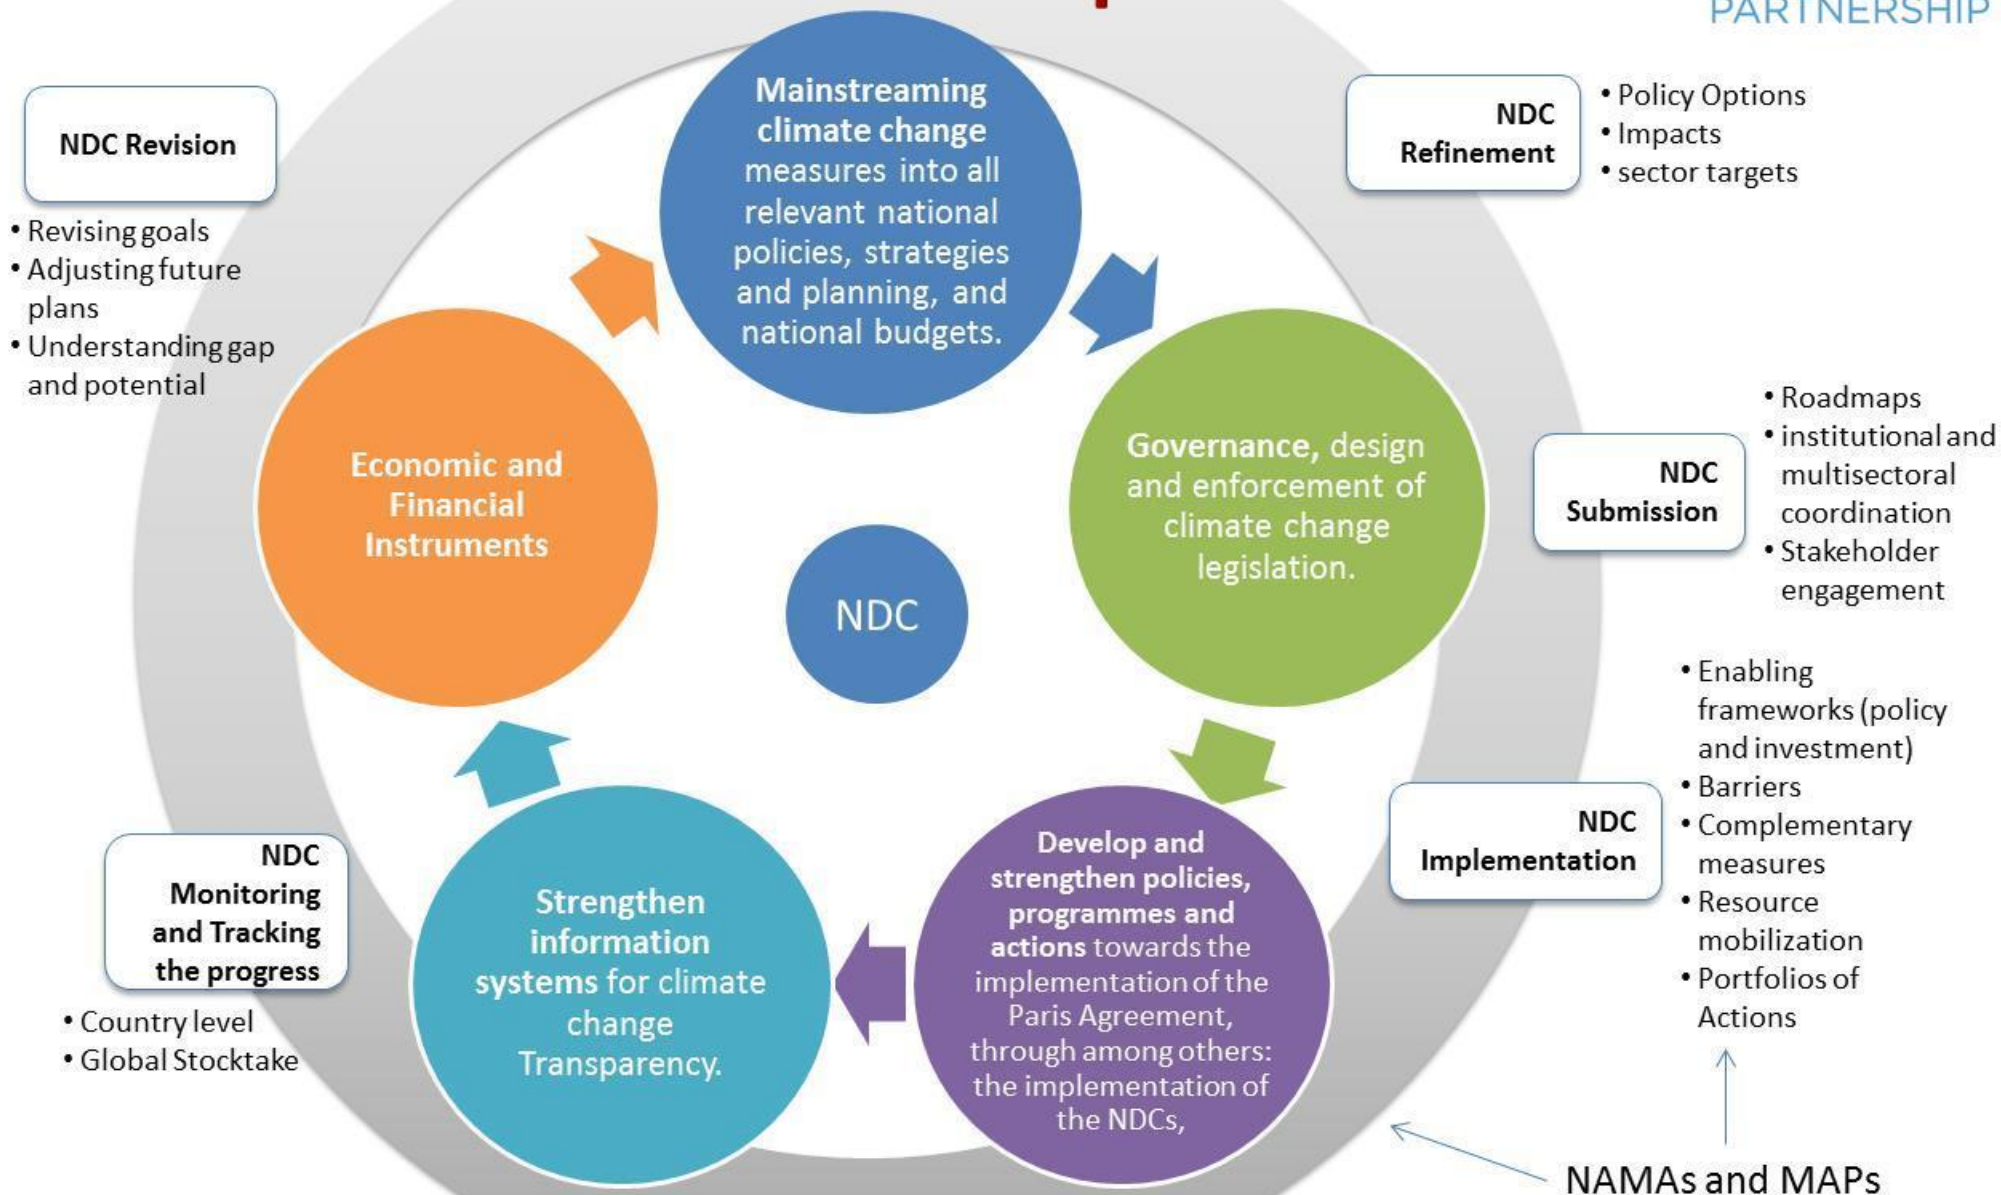 PARTNERSHIP
NDC Revision
• Revising goals
• Adjusting future
plans
• Understanding gap
and potential
Mainstreaming
climate change
measures into all
relevant national
policies, strategies
and planning, and
national budgets.
NDC
Refinement
• Policy Options
• Impacts
• sector targets
Economic and
Financial
Instruments
NDC
Governance, design
and enforcement of
climate change
legislation.
NDC
Submission
• Roadmaps
• institutional and
multisectoral
coordination
• Stakeholder
engagement
NDC
Implementation
• Enabling
frameworks (policy
and investment)
• Barriers
• Complementary
measures
• Resource
mobilization
• Portfolios of
Actions
NDC
Monitoring
and Tracking
the progress
• Country level
• Global Stocktake
Strengthen
information
systems for climate
change
Transparency.
Develop and
strengthen policies,
programmes and
actions towards the
implementation of the
Paris Agreement,
through among others:
the implementation of
the NDCs,
NAMAs and MAPs